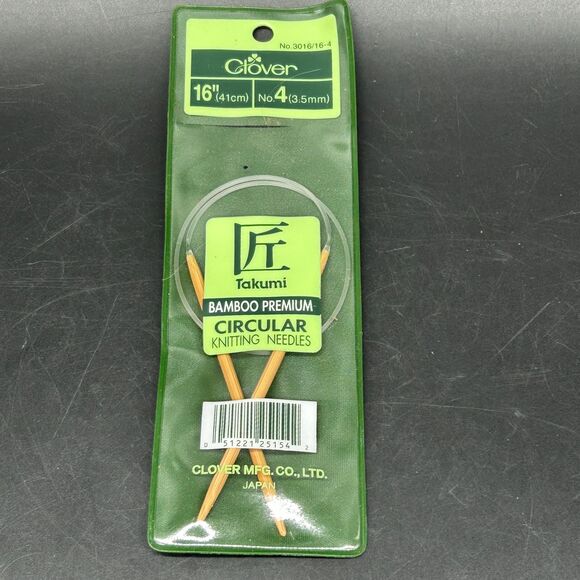 No.3016/16-4
Clover
16" (41cm) No.4 (3.5mm)
匠
Takumi
BAMBOO PREMIUM
CIRCULAR
KNITTING NEEDLES
0 51221 25154 2
CLOVER MFG. CO., LTD.
JAPAN